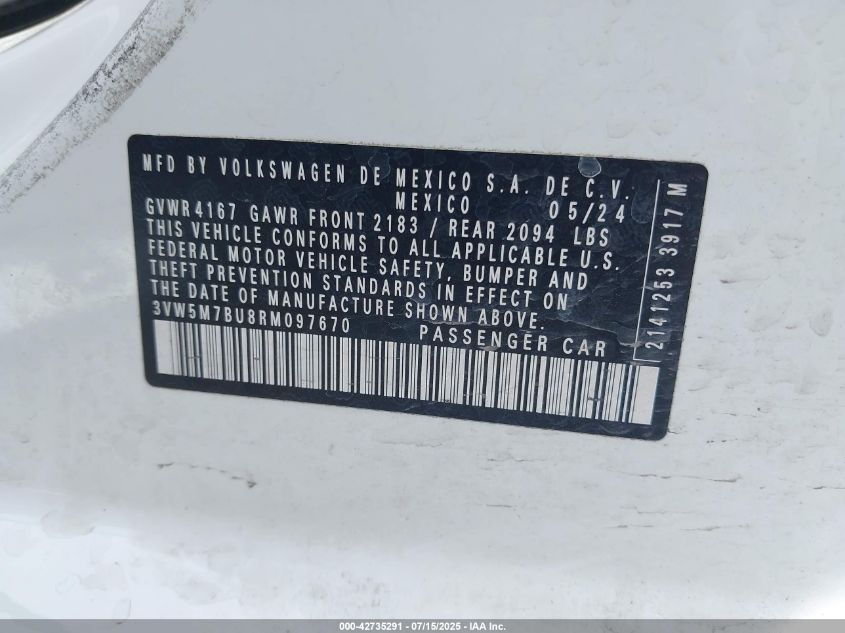 MFD BY VOLKSWAGEN DE MEXICO S.A. DE C.V.
MEXICO 05/24
GVWR 4167 GAWR FRONT 2183 / REAR 2094 LBS
THIS VEHICLE CONFORMS TO ALL APPLICABLE U.S.
FEDERAL MOTOR VEHICLE SAFETY, BUMPER AND
THEFT PREVENTION STANDARDS IN EFFECT ON
THE DATE OF MANUFACTURE SHOWN ABOVE.
3VW5M7BU8RM097670 PASSENGER CAR
2141253 3917 M
000-42735291 - 07/15/2025 - IAA Inc.